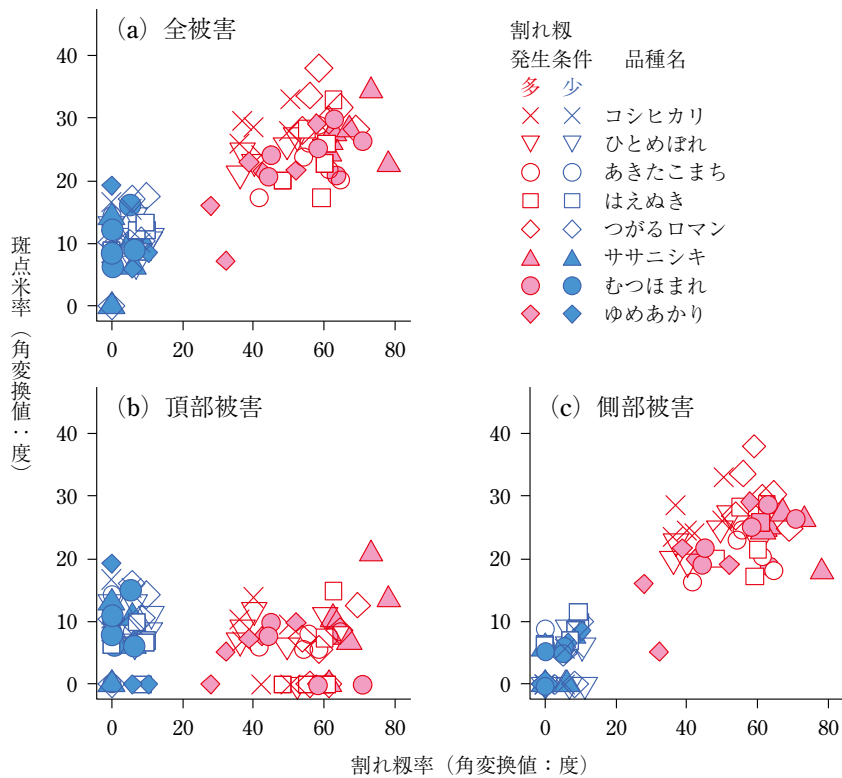 (a) 全被害
40
30
20
10
0
0 20 40 60 80
割れ籾
発生条件 品種名
多 少
コシヒカリ
ひとめぼれ
あきたこまち
はえぬき
つがるロマン
ササニシキ
むつほまれ
ゆめあかり
斑点米率(角変換値:度)
(b) 頂部被害
40
30
20
10
0
0 20 40 60 80
(c) 側部被害
40
30
20
10
0
0 20 40 60 80
割れ籾率(角変換値:度)